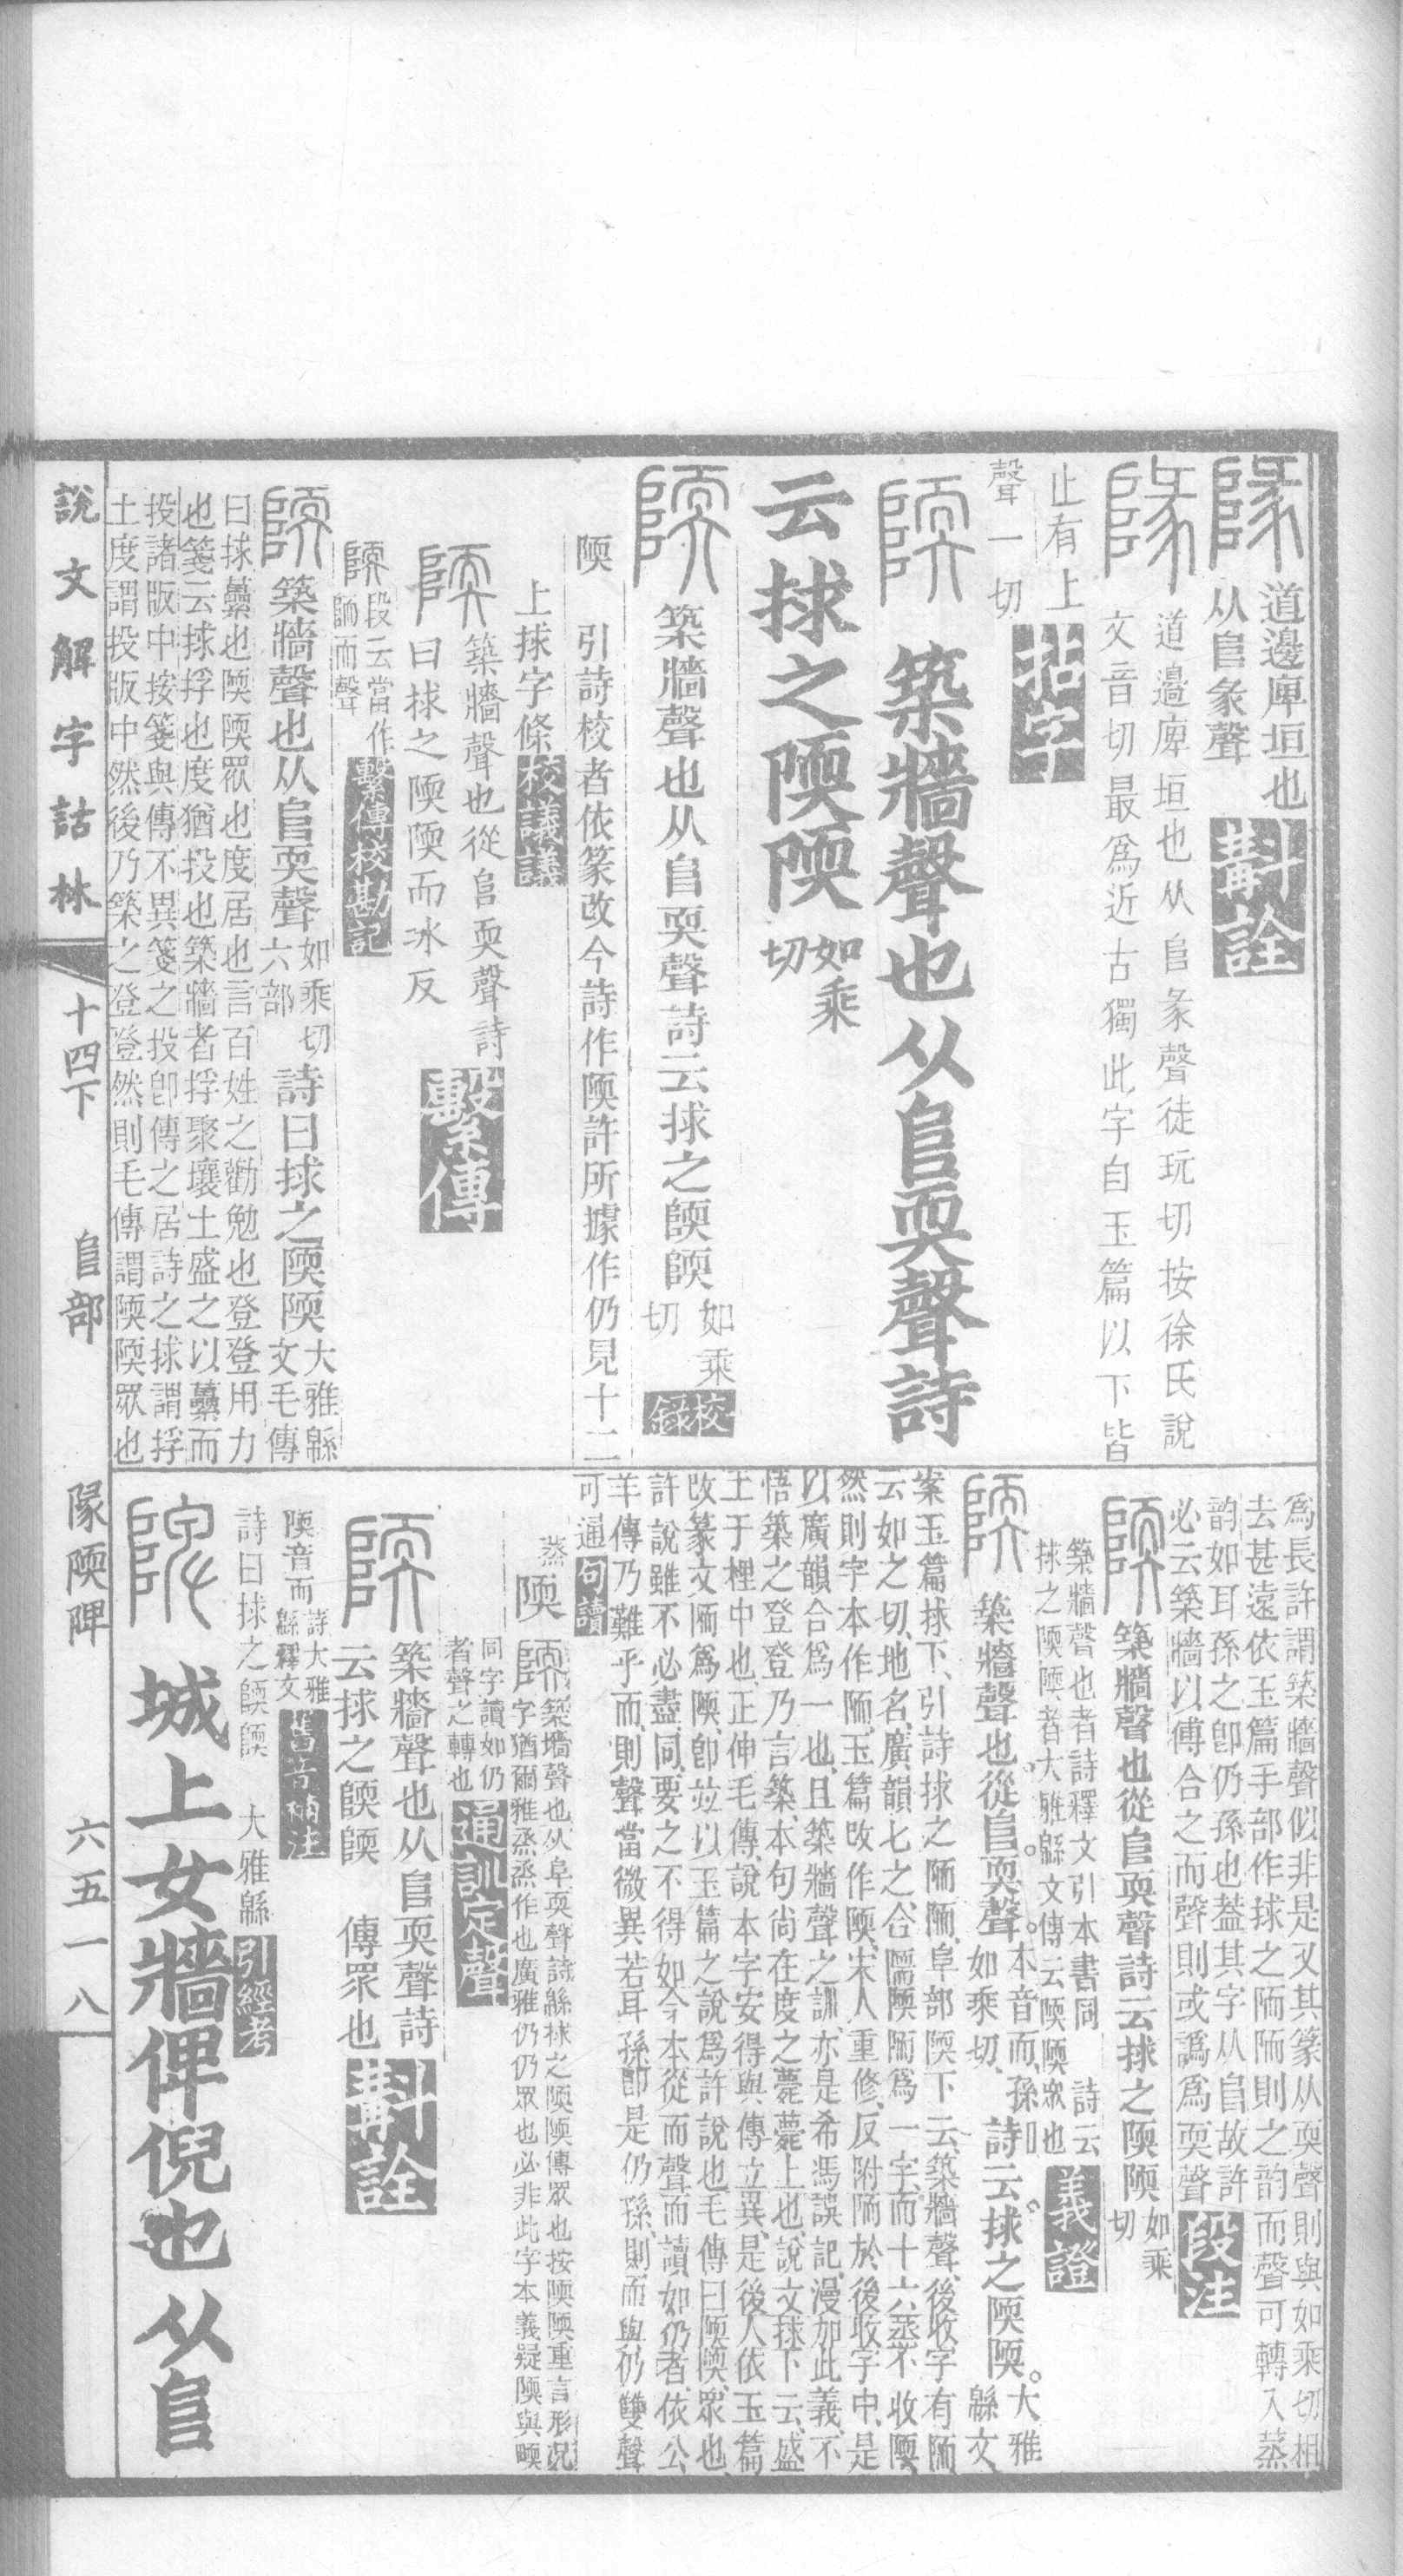 道邊庳垣也
从𨸏彖聲
斠詮
道邊庳垣也从𨸏彖聲徒玩切按徐氏說
文音切最爲近古獨此字自玉篇以下皆
止有上
聲一切
拈字
築牆聲也从𨸏耎聲詩
云捄之陾陾
如乘
切
築牆聲也从𨸏耎聲詩云捄之陾陾
如乘
切
校錄
陾 引詩校者依篆改今詩作陾許所據作仍見十二
上捄字條
校議議
築牆聲也從𨸏耎聲詩
曰捄之陾陾而冰反
繫傳
陾
段云當作
陑而聲
繫傳校勘記
築牆聲也从𨸏耎聲
如乘切
六部
詩曰捄之陾陾
大雅緜
文毛傳
曰捄虆也陾陾眾也度居也言百姓之勸勉也登登用力
也箋云捄捊也度猶投也築牆者捊聚壤土盛之以虆而
投諸版中按箋與傳不異箋之投卽傳之居詩之捄謂捊
土度謂投版中然後乃築之登登然則毛傳謂陾陾眾也
爲長許謂築牆聲似非是又其篆从耎聲則與如乘切相
去甚遠依玉篇手部作捄之陑陑則之韵而聲可轉入蒸
韵如耳孫之卽仍孫也葢其字从𨸏故許
必云築牆以傅合之而聲則或譌爲耎聲
段注
築牆聲也從𨸏耎聲詩云捄之陾陾
如乘
切
築牆聲也者詩釋文引本書同 詩云
捄之陾陾者大雅緜文傳云陾陾眾也
義證
築牆聲也從𨸏耎聲
本音而孫
如乘切
詩云捄之陾陾
大雅
緜文
案玉篇捄下引詩捄之陑陑阜部陾下云築牆聲後收字有陑
云如之切地名廣韻七之合陾陑爲一字而十六蒸不收陾
然則字本作陑玉篇改作陾宋人重修反附陑於後收字中是
以廣韻合爲一也且築牆聲之訓亦是希馮誤記漫加此義不
悟築之登登乃言築本句尚在度之薨薨上也說文捄下云盛
土于梩中也正伸毛傳說本字安得與傳立異是後人依玉篇
改篆文陑爲陾卽竝以玉篇之說爲許說也毛傳曰陾陾眾也
許說雖不必盡同要之不得如今本從而聲而讀如仍者依公
羊傳乃難乎而則聲當微異若耳孫卽是仍孫則而與仍雙聲
可通
句讀
蒸
陾
築墻聲也从阜耎聲詩緜捄之陾陾傳眾也按陾陾重言形況
字猶爾雅烝烝作也廣雅仍仍眾也必非此字本義疑陾與㬉
同字讀如仍
者聲之轉也
通訓定聲
築牆聲也从𨸏耎聲詩
云捄之陾陾 傳眾也
斠詮
陾音而
詩大雅
緜釋文
舊音補注
詩曰捄之陾陾 大雅緜
引經考
城上女牆俾倪也从𨸏
說文解字詁林 十四下 𨸏部 隊陾陴 六五一八